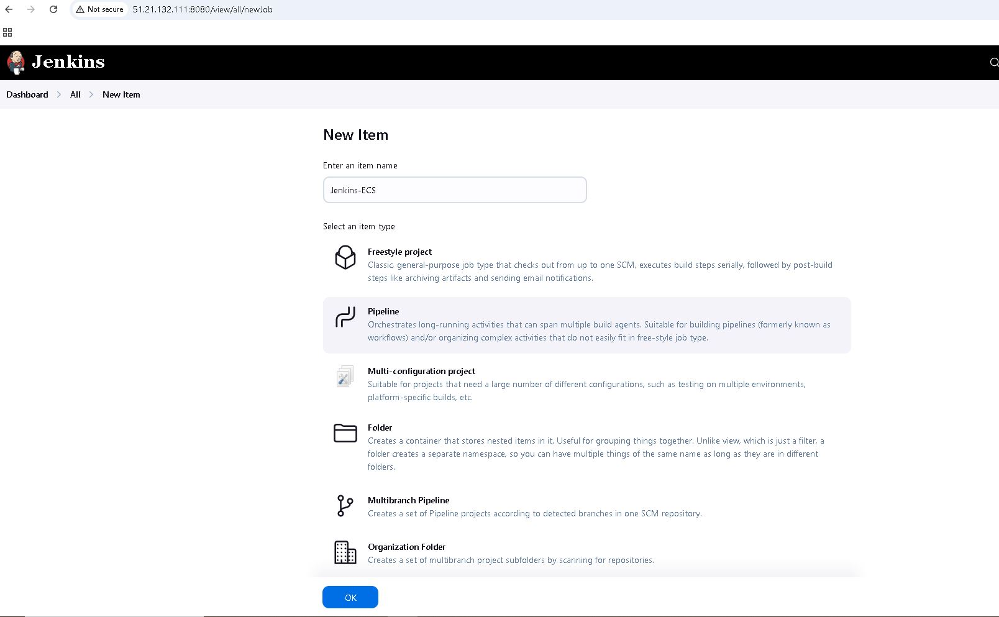 Not secure 51.21.132.111:8080/view/all/newJob
Jenkins
Dashboard All New Item
New Item
Enter an item name
Jenkins-ECS
Select an item type
Freestyle project
Classic, general-purpose job type that checks out from up to one SCM, executes build steps serially, followed by post-build
steps like archiving artifacts and sending email notifications.
Pipeline
Orchestrates long-running activities that can span multiple build agents. Suitable for building pipelines (formerly known as
workflows) and/or organizing complex activities that do not easily fit in free-style job type.
Multi-configuration project
Suitable for projects that need a large number of different configurations, such as testing on multiple environments,
platform-specific builds, etc.
Folder
Creates a container that stores nested items in it. Useful for grouping things together. Unlike view, which is just a filter, a
folder creates a separate namespace, so you can have multiple things of the same name as long as they are in different
folders.
Multibranch Pipeline
Creates a set of Pipeline projects according to detected branches in one SCM repository.
Organization Folder
Creates a set of multibranch project subfolders by scanning for repositories.
OK